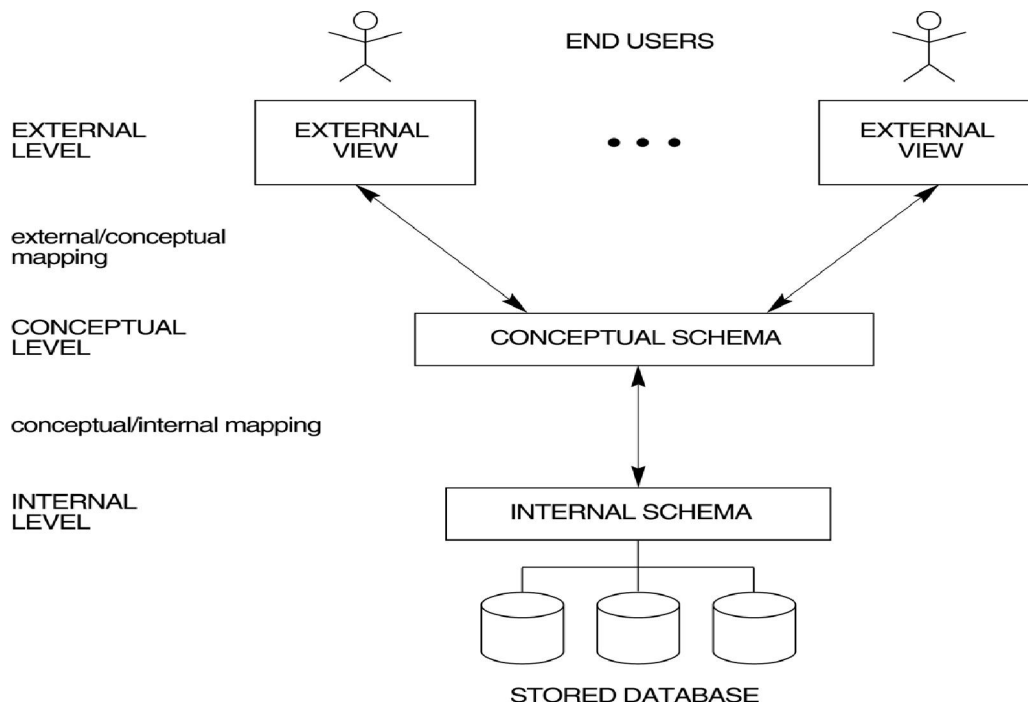 END USERS
EXTERNAL
LEVEL
EXTERNAL
VIEW
EXTERNAL
VIEW
external/conceptual
mapping
CONCEPTUAL
LEVEL
CONCEPTUAL SCHEMA
conceptual/internal mapping
INTERNAL
LEVEL
INTERNAL SCHEMA
STORED DATABASE